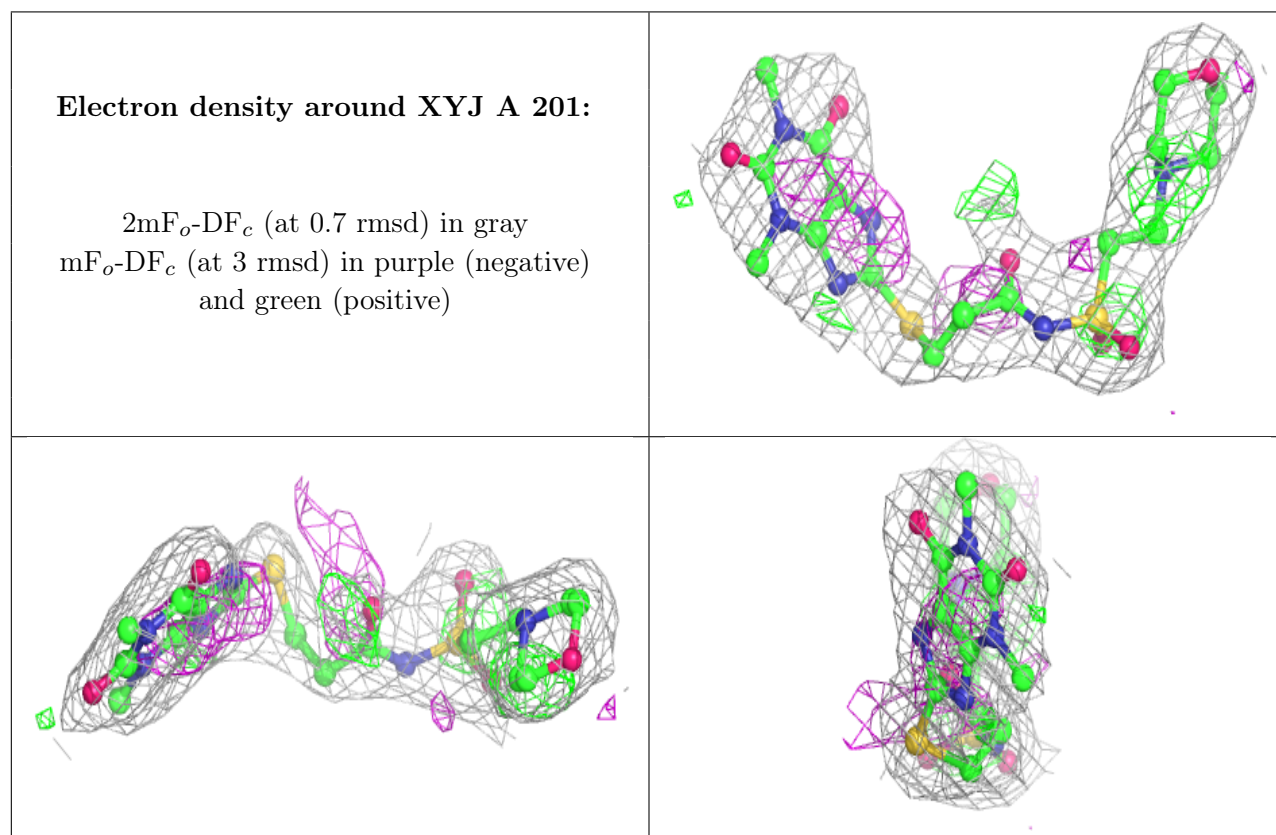 Electron density around XYJ A 201:
2mFo-DFc (at 0.7 rmsd) in gray
mFo-DFc (at 3 rmsd) in purple (negative)
and green (positive)